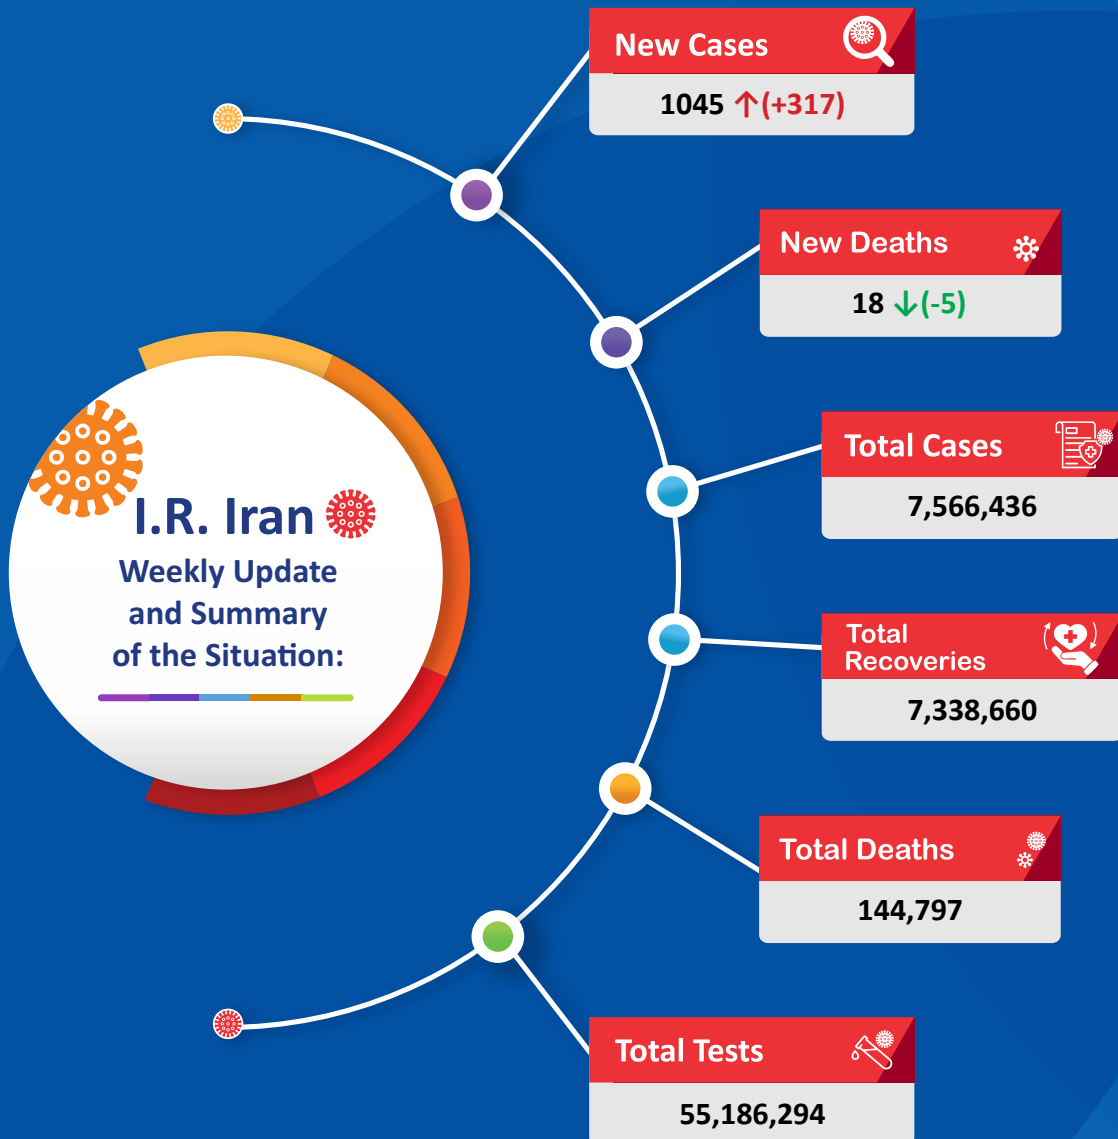 New Cases
1045 ↑(+317)
New Deaths
18 ↓(-5)
I.R. Iran
Weekly Update
and Summary
of the Situation:
Total Cases
7,566,436
Total
Recoveries
7,338,660
Total Deaths
144,797
Total Tests
55,186,294